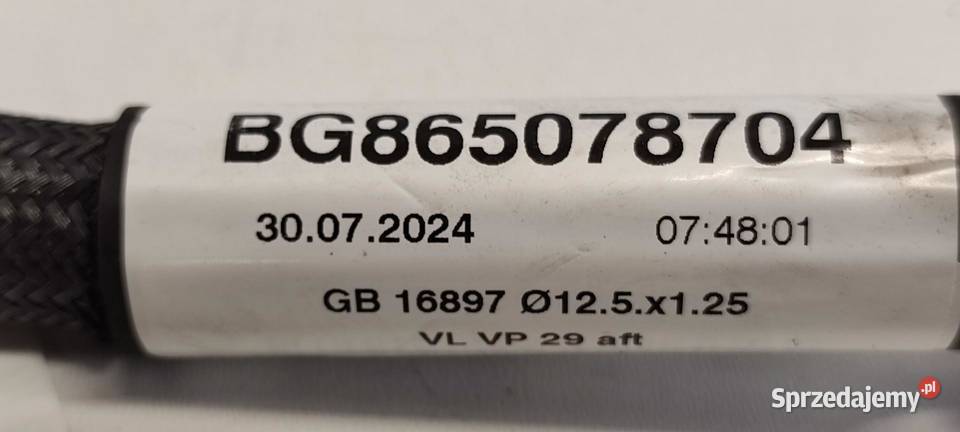 BG865078704
30.07.2024 07:48:01
GB 16897 Ø12.5.x1.25
VL VP 29 aft
Sprzedajemy.pl